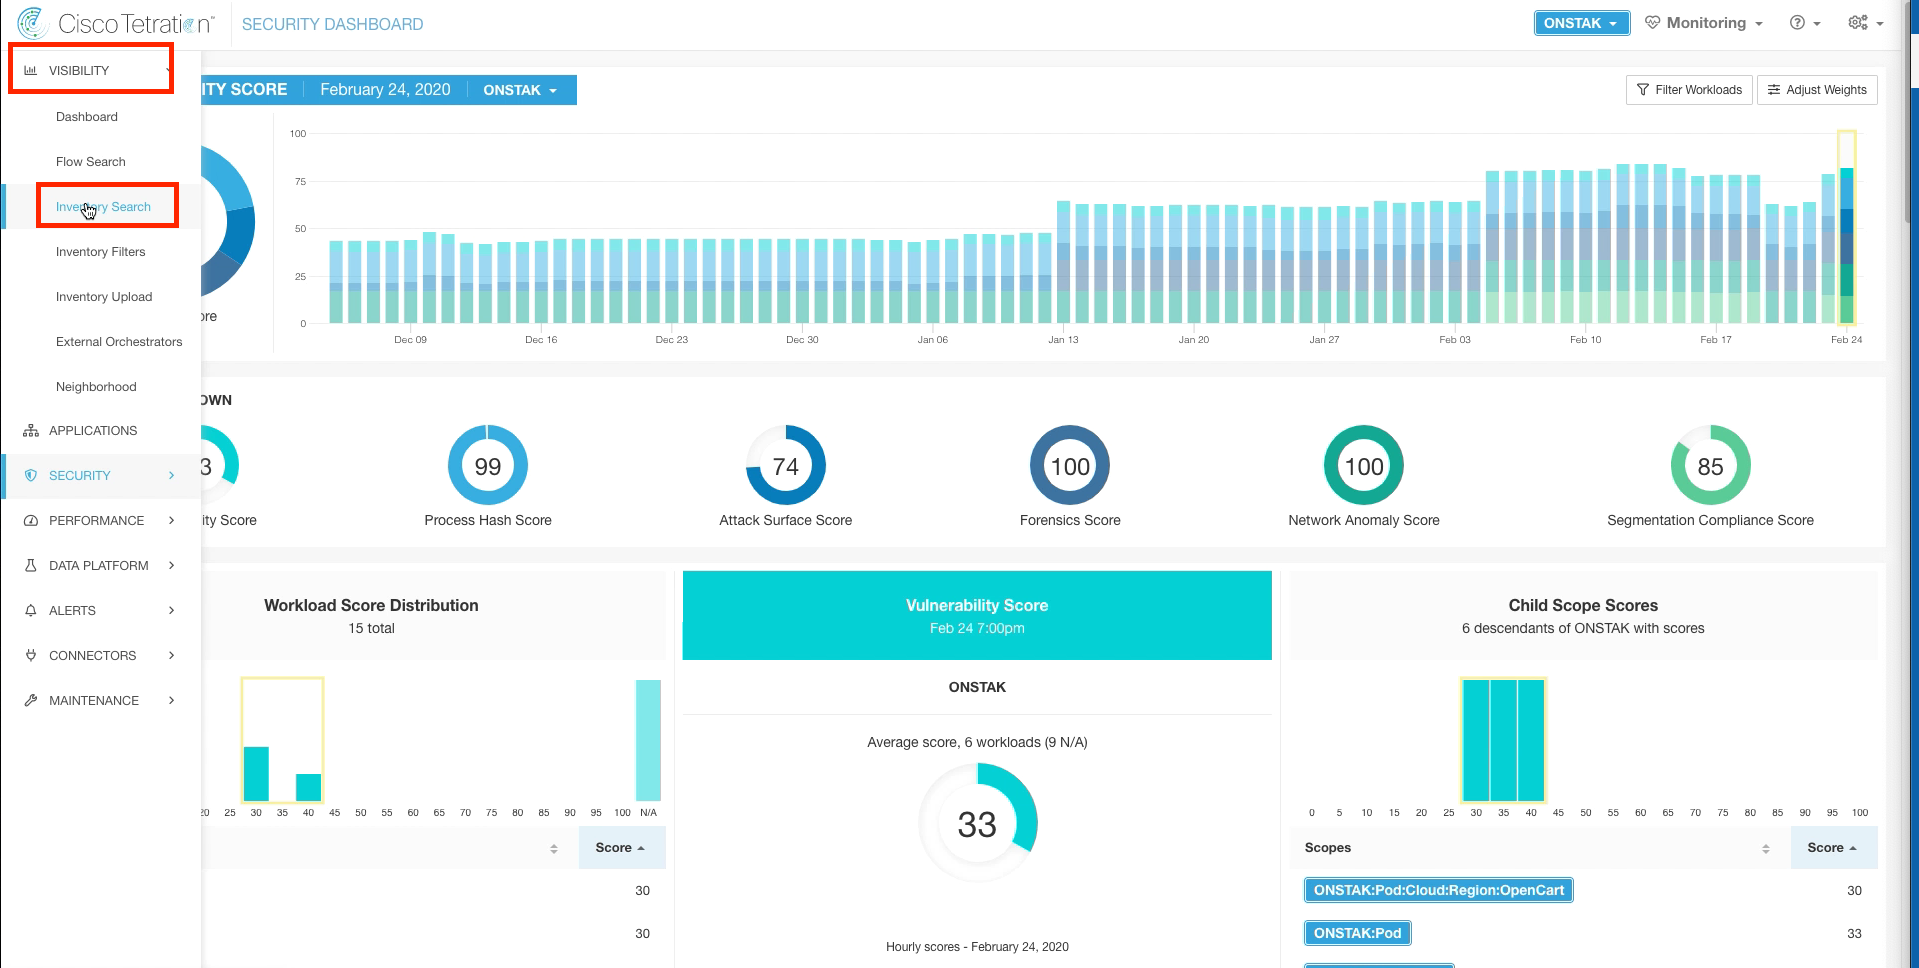 Cisco Tetration™
SECURITY DASHBOARD
ONSTAK
Monitoring
VISIBILITY
Dashboard
Flow Search
Inventory Search
Inventory Filters
Inventory Upload
External Orchestrators
Neighborhood
APPLICATIONS
SECURITY
PERFORMANCE
DATA PLATFORM
ALERTS
CONNECTORS
MAINTENANCE
ITY SCORE
February 24, 2020
ONSTAK
Filter Workloads
Adjust Weights
ore
100
75
50
25
0
Dec 09 Dec 16 Dec 23 Dec 30 Jan 06 Jan 13 Jan 20 Jan 27 Feb 03 Feb 10 Feb 17 Feb 24
OWN
3 99 74 100 100 85
ity Score Process Hash Score Attack Surface Score Forensics Score Network Anomaly Score Segmentation Compliance Score
Workload Score Distribution
15 total
20 25 30 35 40 45 50 55 60 65 70 75 80 85 90 95 100 N/A
Score
30
30
Vulnerability Score
Feb 24 7:00pm
ONSTAK
Average score, 6 workloads (9 N/A)
33
Hourly scores - February 24, 2020
Child Scope Scores
6 descendants of ONSTAK with scores
0 5 10 15 20 25 30 35 40 45 50 55 60 65 70 75 80 85 90 95 100
Scopes Score
ONSTAK:Pod:Cloud:Region:OpenCart 30
ONSTAK:Pod 33